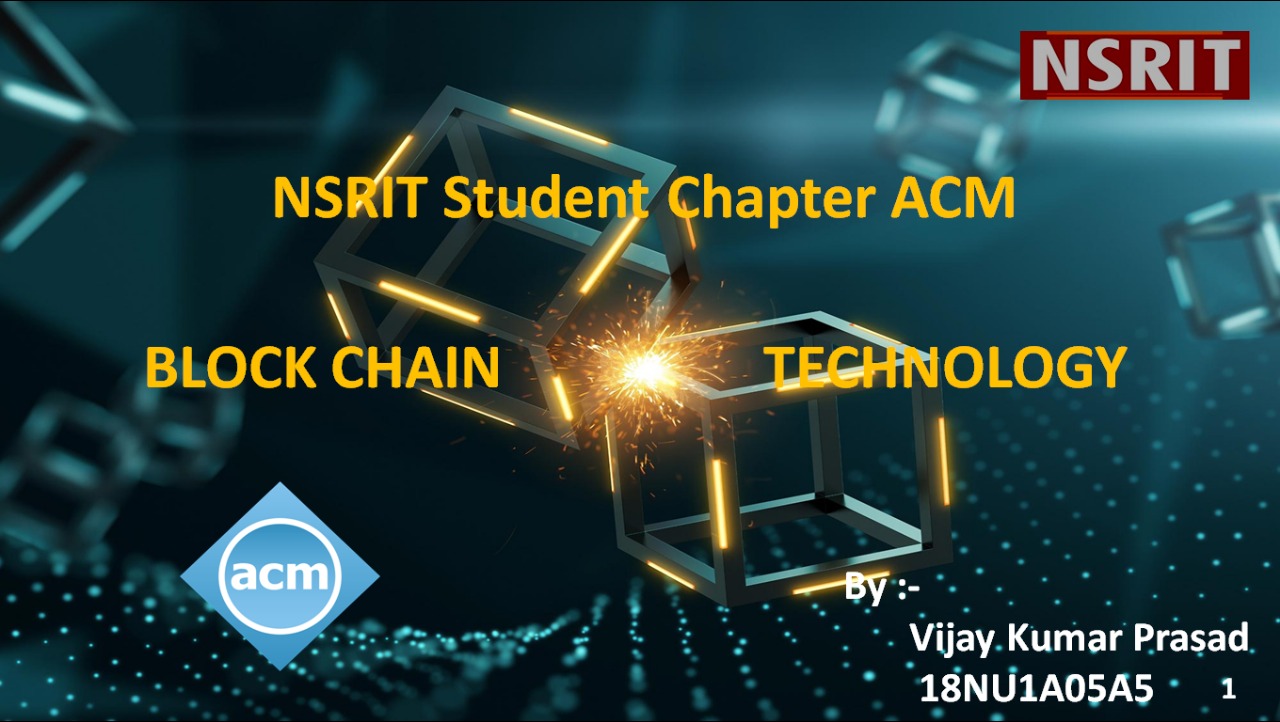 NSRIT
NSRIT Student Chapter ACM
BLOCK CHAIN TECHNOLOGY
acm
By :-
Vijay Kumar Prasad
18NU1A05A5
1